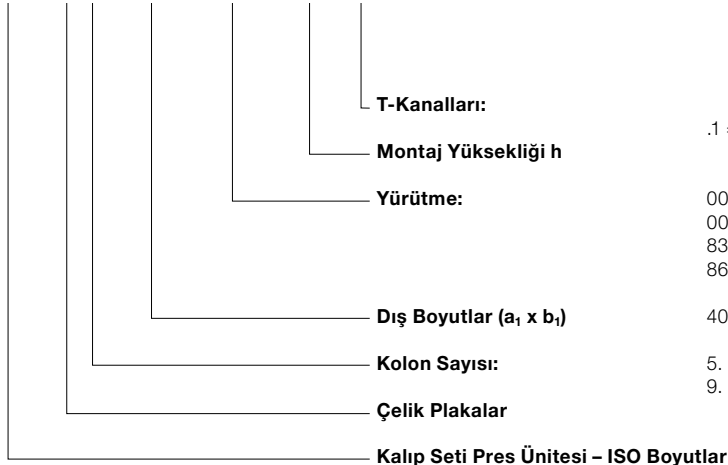 T-Kanalları: .1
Montaj Yüksekliği h
Yürütme: 00
00
83
86
Dış Boyutlar (a₁ x b₁) 40
Kolon Sayısı: 5.
9.
Çelik Plakalar
Kalıp Seti Pres Ünitesi – ISO Boyutlar